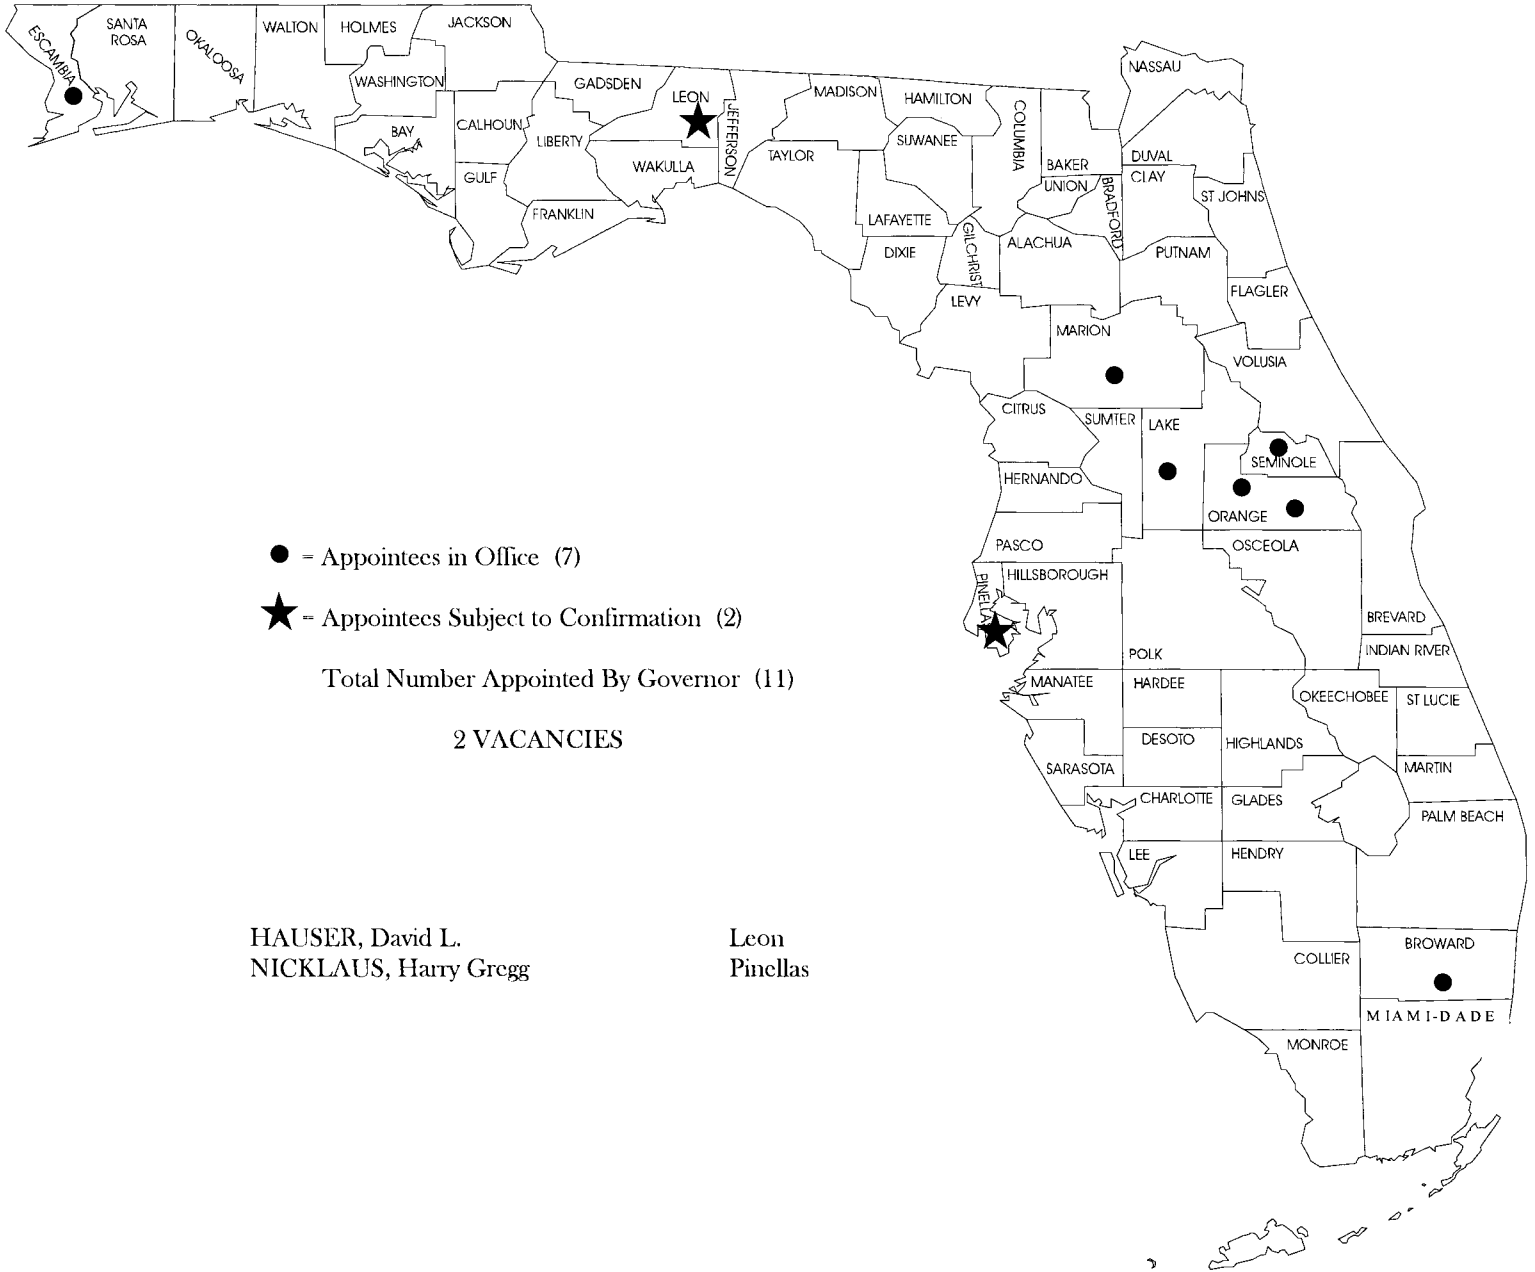 ESCAMBIA
SANTA
ROSA
OKALOOSA
WALTON
HOLMES
JACKSON
WASHINGTON
BAY
CALHOUN
GULF
GADSDEN
LIBERTY
FRANKLIN
LEON
WAKULLA
JEFFERSON
MADISON
TAYLOR
HAMILTON
SUWANEE
LAFAYETTE
DIXIE
COLUMBIA
GILCHRIST
LEVY
NASSAU
BAKER
UNION
BRADFORD
ALACHUA
DUVAL
CLAY
ST JOHNS
PUTNAM
FLAGLER
MARION
VOLUSIA
CITRUS
SUMTER
LAKE
SEMINOLE
HERNANDO
ORANGE
PASCO
OSCEOLA
PINELLAS
HILLSBOROUGH
BREVARD
POLK
INDIAN RIVER
MANATEE
HARDEE
OKEECHOBEE
ST LUCIE
DESOTO
HIGHLANDS
SARASOTA
MARTIN
CHARLOTTE
GLADES
PALM BEACH
LEE
HENDRY
BROWARD
COLLIER
MIAMI-DADE
MONROE
= Appointees in Office (7)
= Appointees Subject to Confirmation (2)
Total Number Appointed By Governor (11)
2 VACANCIES
HAUSER, David L. Leon
NICKLAUS, Harry Gregg Pinellas